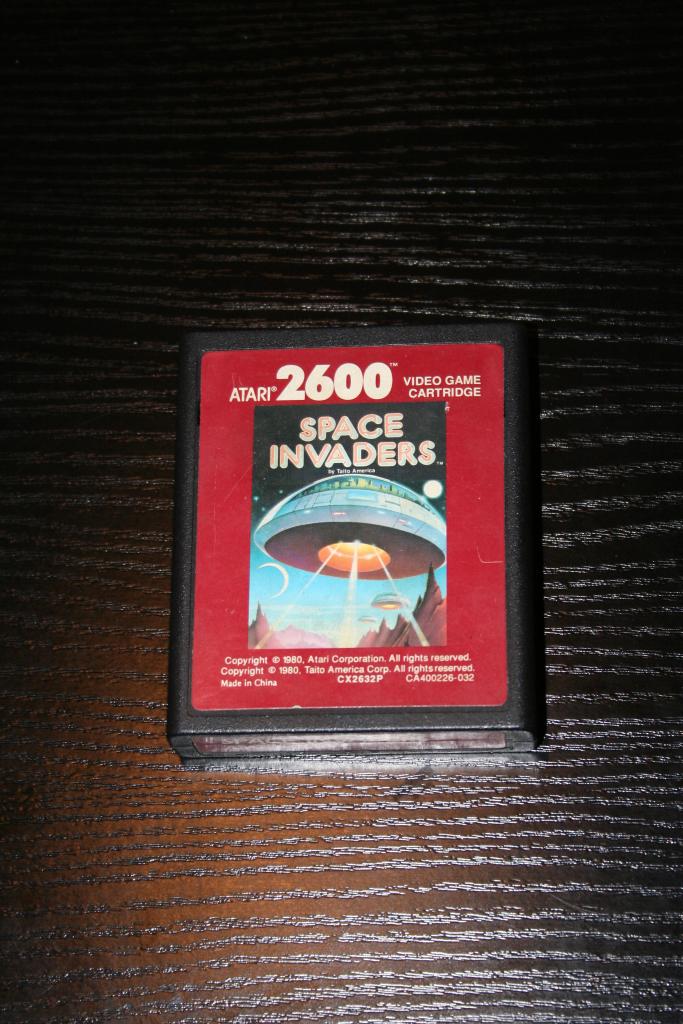 ATARI® 2600™ VIDEO GAME
CARTRIDGE
SPACE
INVADERS™
by Taito America
Copyright © 1980, Atari Corporation. All rights reserved.
Copyright © 1980, Taito America Corp. All rights reserved.
Made in China CX2632P CA400226-032